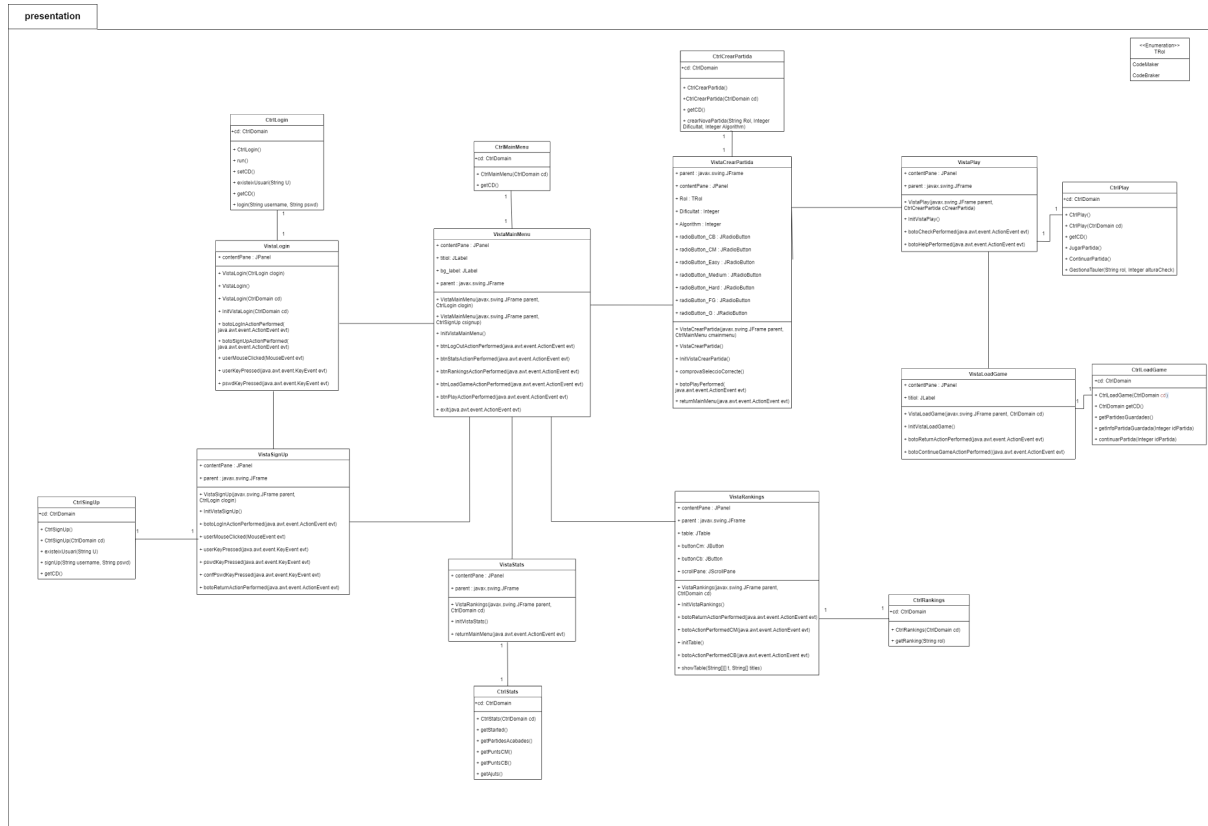 presentation
<<Enumeration>>
TRol
CodeMaker
CodeBraker
CtrlCrearPartida
+cd: CtrlDomain
+ CtrlCrearPartida()
+CtrlCrearPartida(CtrlDomain cd)
+ getCD()
+ crearNovaPartida(String Rol, Integer
Dificultat, Integer Algorithm)
1
1
CtrlLogin
+cd: CtrlDomain
+ CtrlLogin()
+ run()
+ setCD()
+ existeixUsuari(String U)
+ getCD()
+ login(String username, String pswd)
1
1
CtrlMainMenu
+cd: CtrlDomain
+ CtrlMainMenu(CtrlDomain cd)
+ getCD()
1
1
VistaCrearPartida
+ parent : javax.swing.JFrame
+ contentPane : JPanel
+ Rol : TRol
+ Dificultat : Integer
+ Algorithm : Integer
+ radioButton_CB : JRadioButton
+ radioButton_CM : JRadioButton
+ radioButton_Easy : JRadioButton
+ radioButton_Medium : JRadioButton
+ radioButton_Hard : JRadioButton
+ radioButton_FG : JRadioButton
+ radioButton_G : JRadioButton
+ VistaCrearPartida(javax.swing.JFrame parent,
CtrlMainMenu cmainmenu)
+ VistaCrearPartida()
+ initVistaCrearPartida()
+ comprovaSeleccioCorrecte()
+ botoPlayPerformed(
java.awt.event.ActionEvent evt)
+ returnMainMenu(java.awt.event.ActionEvent evt)
VistaPlay
+ contentPane : JPanel
+ parent : javax.swing.JFrame
+ VistaPlay(javax.swing.JFrame parent,
CtrlCrearPartida cCrearPartida)
+ InitVistaPlay()
+ botoCheckPerformed(java.awt.event.ActionEvent evt)
+ botoHelpPerformed(java.awt.event.ActionEvent evt)
1
1
CtrlPlay
+cd: CtrlDomain
+ CtrlPlay()
+ CtrlPlay(CtrlDomain cd)
+ getCD()
+ JugarPartida()
+ ContinuarPartida()
+ GestionaTauler(String rol, Integer alturaCheck)
VistaLogin
+ contentPane : JPanel
+ VistaLogin(CtrlLogin clogin)
+ VistaLogin()
+ VistaLogin(CtrlDomain cd)
+ InitVistaLogin()
+ botoLoginActionPerformed(
java.awt.event.ActionEvent evt)
+ botoSignUpActionPerformed(
java.awt.event.ActionEvent evt)
+ userMouseClicked(MouseEvent evt)
+ userKeyPressed(java.awt.event.KeyEvent evt)
+ pswdKeyPressed(java.awt.event.KeyEvent evt)
VistaMainMenu
+ contentPane : JPanel
+ titol : JLabel
+ bg_label: JLabel
+ parent : javax.swing.JFrame
+ VistaMainMenu(javax.swing.JFrame parent,
CtrlLogin clogin)
+ VistaMainMenu(javax.swing.JFrame parent,
CtrlSignUp csignup)
+ InitVistaMainMenu()
+ btnLogOutActionPerformed(java.awt.event.ActionEvent evt)
+ btnStatsActionPerformed(java.awt.event.ActionEvent evt)
+ btnRankingsActionPerformed(java.awt.event.ActionEvent evt)
+ btnLoadGameActionPerformed(java.awt.event.ActionEvent evt)
+ btnPlayActionPerformed(java.awt.event.ActionEvent evt)
+ exit(java.awt.event.ActionEvent evt)
VistaLoadGame
+ contentPane : JPanel
+ titol : JLabel
+ VistaLoadGame(javax.swing.JFrame parent, CtrlDomain cd)
+ InitVistaLoadGame()
+ botoReturnActionPerformed(java.awt.event.ActionEvent evt)
+ botoContinueGameActionPerformed(java.awt.event.ActionEvent evt)
1
1
CtrlLoadGame
+cd: CtrlDomain
+ CtrlLoadGame(CtrlDomain cd)
+ CtrlDomain getCD()
+ getPartidesGuardades()
+ getInfoPartidaGuardada(Integer idPartida)
+ continuarPartida(Integer idPartida)
VistaSignUp
+ contentPane : JPanel
+ parent : javax.swing.JFrame
+ VistaSignUp(javax.swing.JFrame parent,
CtrlLogin clogin)
+ InitVistaSignUp()
+ botoLoginActionPerformed(java.awt.event.ActionEvent evt)
+ userMouseClicked(MouseEvent evt)
+ userKeyPressed(java.awt.event.KeyEvent evt)
+ pswdKeyPressed(java.awt.event.KeyEvent evt)
+ confPswdKeyPressed(java.awt.event.KeyEvent evt)
+ botoReturnActionPerformed(java.awt.event.ActionEvent evt)
CtrlSingUp
+cd: CtrlDomain
+ CtrlSignUp()
+ CtrlSignUp(CtrlDomain cd)
+ existeixUsuari(String U)
+ signUp(String username, String pswd)
+ getCD()
1
1
VistaRankings
+ contentPane : JPanel
+ parent : javax.swing.JFrame
+ table: JTable
+ buttonCm: JButton
+ buttonCb: JButton
+ scrollPane: JScrollPane
+ VistaRankings(javax.swing.JFrame parent,
CtrlDomain cd)
+ InitVistaRankings()
+ botoReturnActionPerformed(java.awt.event.ActionEvent evt)
+ botoActionPerformedCM(java.awt.event.ActionEvent evt)
+ initTable()
+ botoActionPerformedCB(java.awt.event.ActionEvent evt)
+ showTable(String[][] t, String[] titles)
1
1
CtrlRankings
+cd: CtrlDomain
+ CtrlRankings(CtrlDomain cd)
+ getRanking(String rol)
VistaStats
+ contentPane : JPanel
+ parent : javax.swing.JFrame
+ VistaRankings(javax.swing.JFrame parent,
CtrlDomain cd)
+ initVistaStats()
+ returnMainMenu(java.awt.event.ActionEvent evt)
1
1
CtrlStats
+cd: CtrlDomain
+ CtrlStats(CtrlDomain cd)
+ getStarted()
+ getPartidesAcabades()
+ getPuntsCM()
+ getPuntsCB()
+ getAjuts()